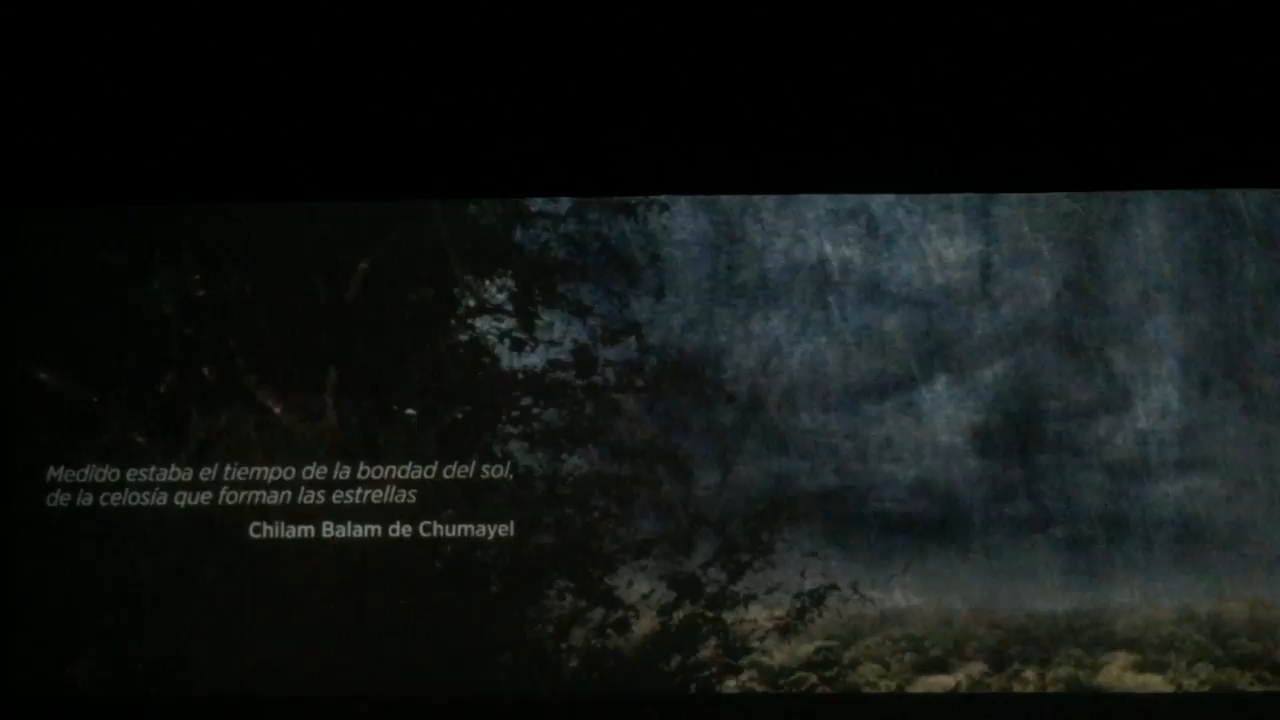 Medido estaba el tiempo de la bondad del sol,
de la celosía que forman las estrellas
Chilam Balam de Chumayel